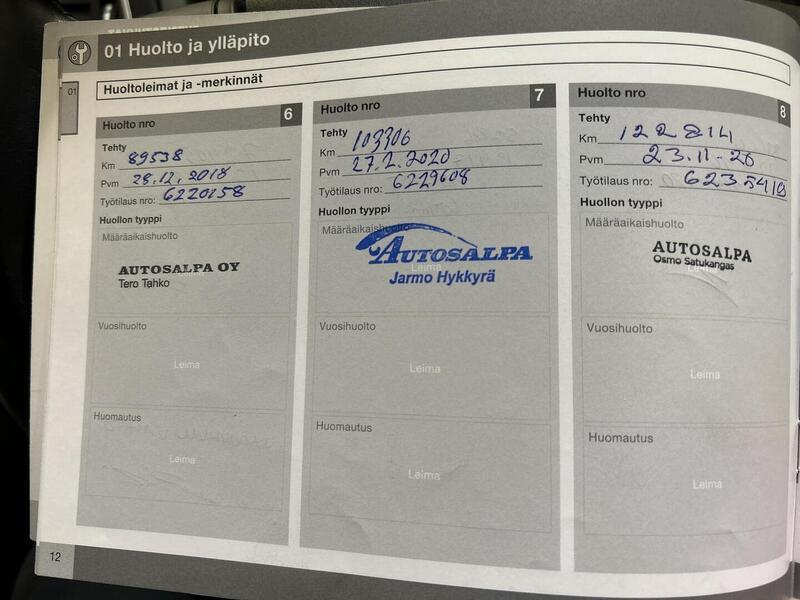 01 Huolto ja ylläpito
01
Huoltoleimat ja -merkinnät
Huolto nro 6
Tehty
Km 89538
Pvm 28.12.2018
Työtilaus nro: 6220158
Huollon tyyppi
Määräaikaishuolto
AUTOSALPA OY
Tero Tahko
Vuosihuolto
Leima
Huomautus
Leima
Huolto nro 7
Tehty
Km 103306
Pvm 27.2.2020
Työtilaus nro: 6229608
Huollon tyyppi
Määräaikaishuolto
AUTOSALPA
Leima
Jarmo Hykkyrä
Vuosihuolto
Leima
Huomautus
Leima
Huolto nro 8
Tehty
Km 122814
Pvm 23.11-20
Työtilaus nro: 6235419
Huollon tyyppi
Määräaikaishuolto
AUTOSALPA
Osmo Satukangas
Leima
Vuosihuolto
Leima
Huomautus
Leima
12